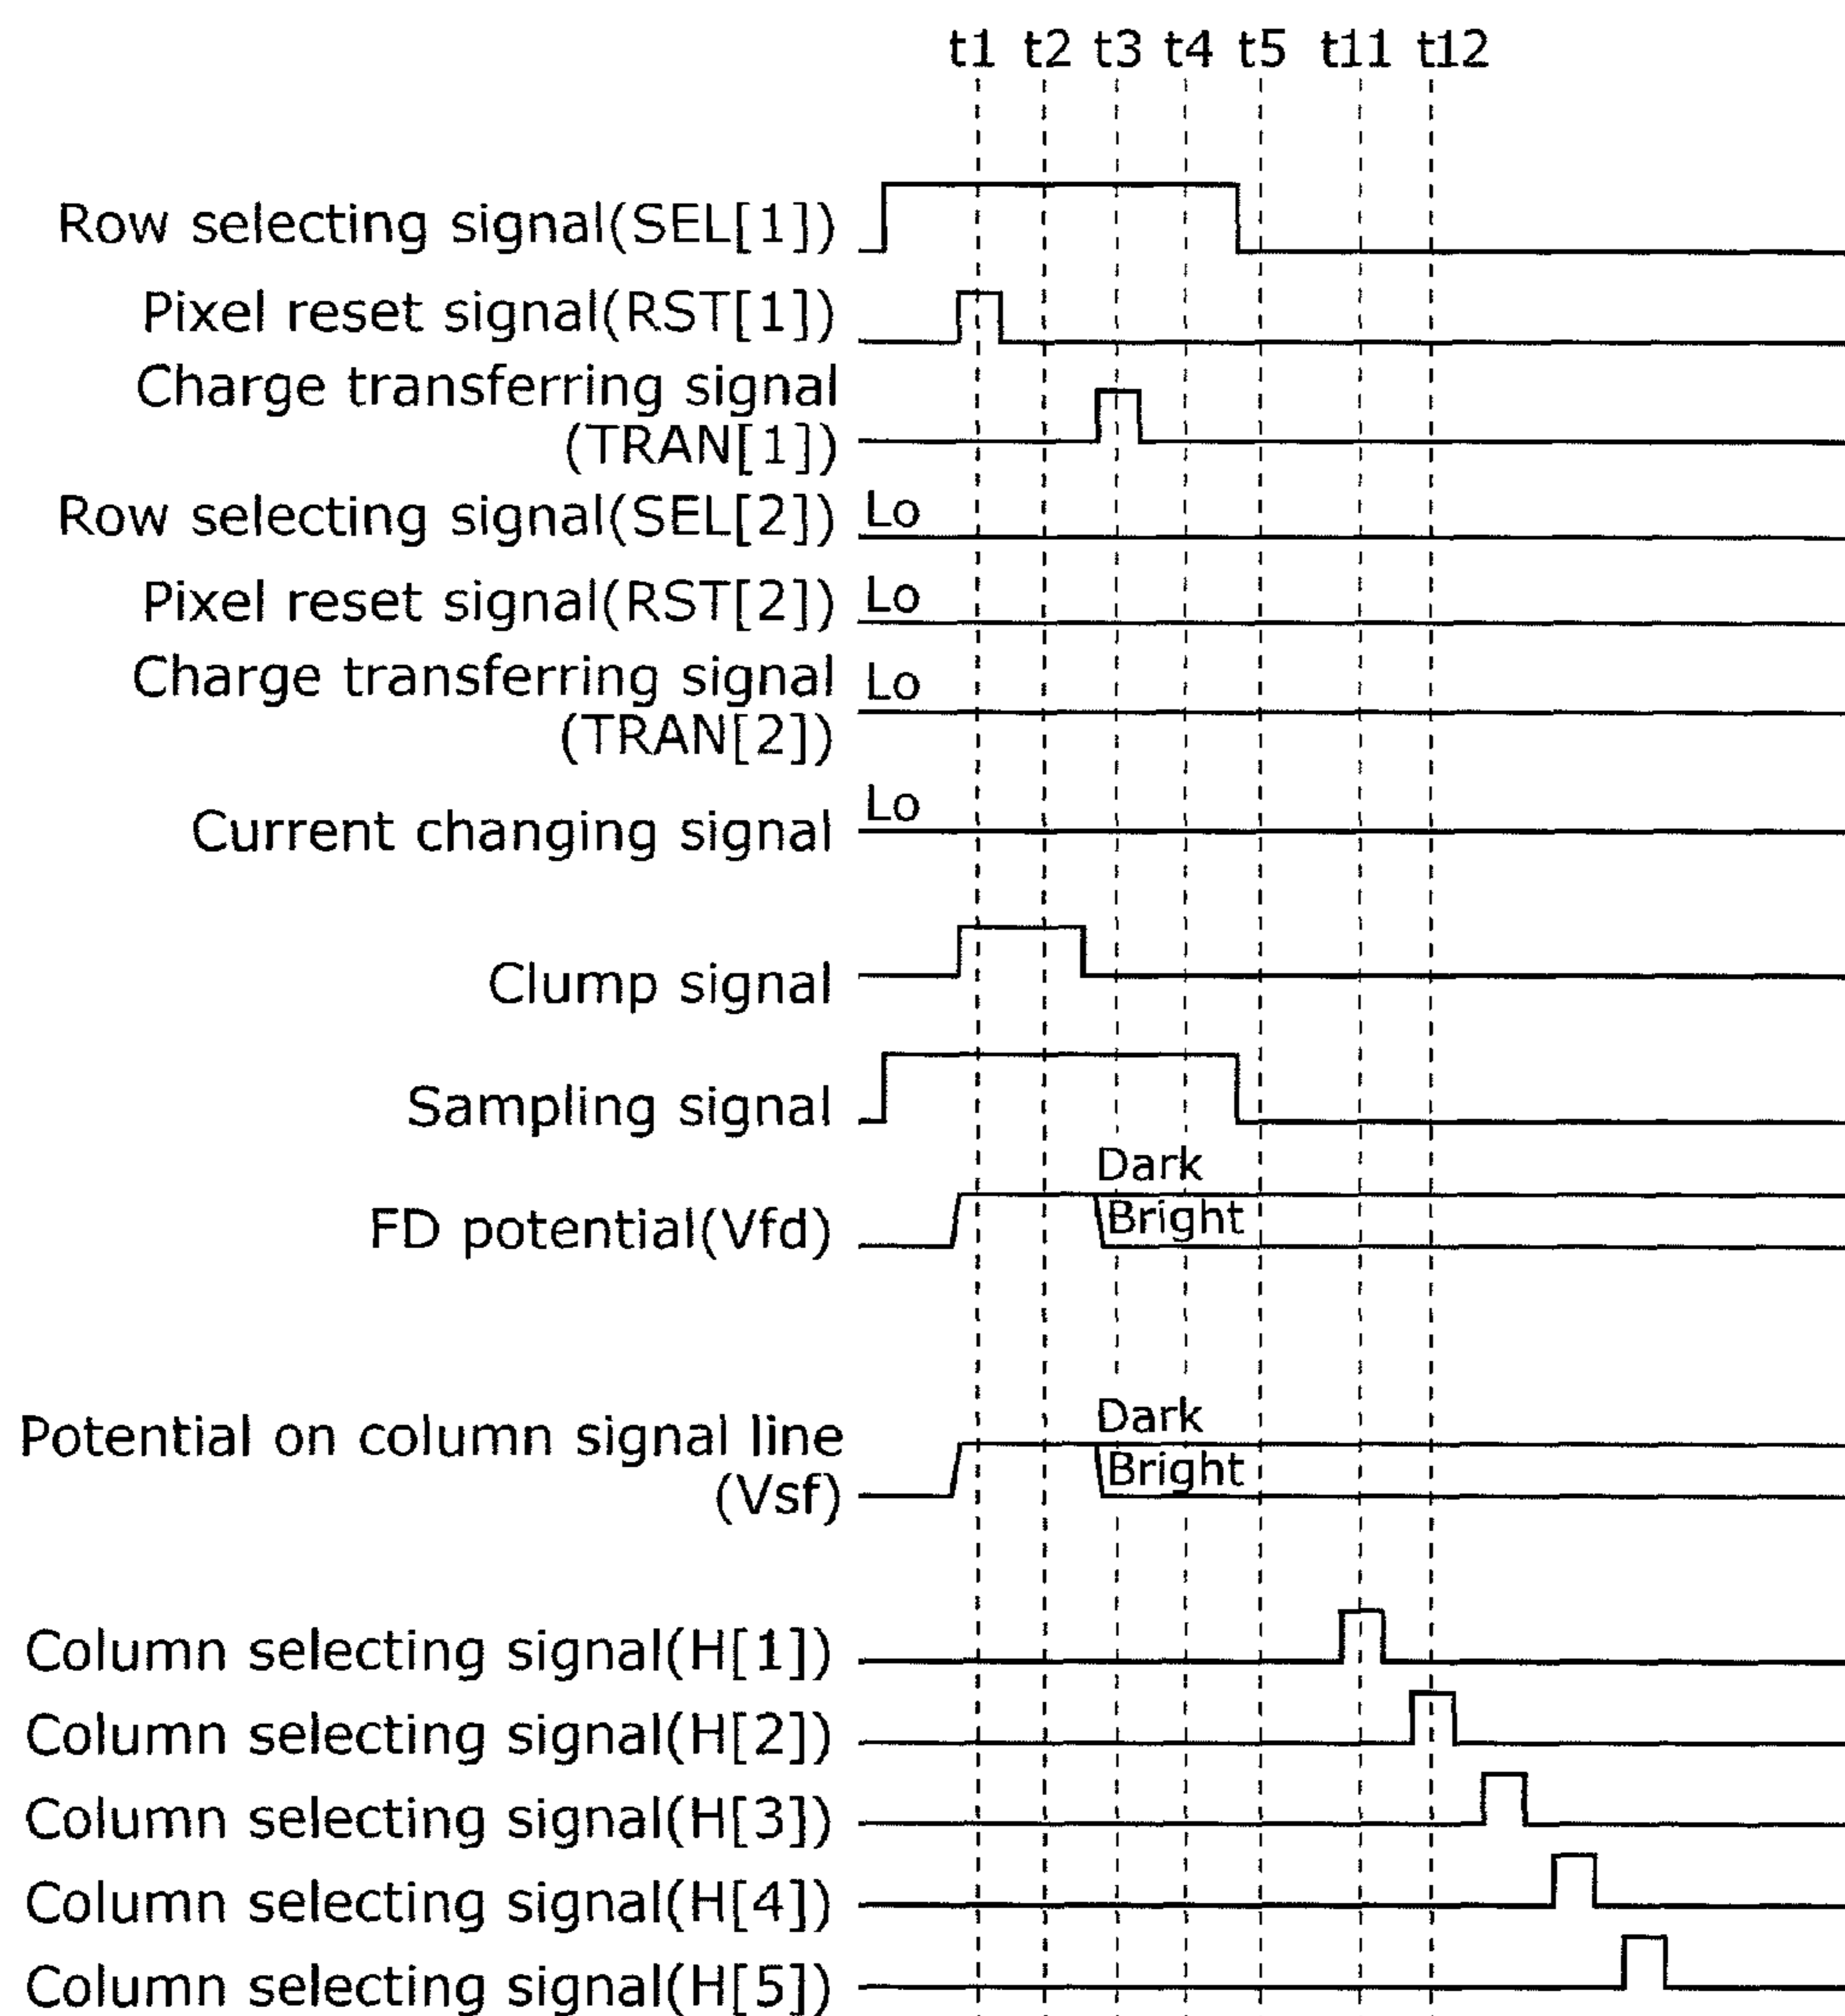 t1 t2 t3 t4 t5 t11 t12
Row selecting signal(SEL[1])
Pixel reset signal(RST[1])
Charge transferring signal
(TRAN[1])
Row selecting signal(SEL[2]) Lo
Pixel reset signal(RST[2]) Lo
Charge transferring signal Lo
(TRAN[2])
Current changing signal Lo
Clump signal
Sampling signal
Dark
FD potential(Vfd) Bright
Dark
Potential on column signal line
Bright
(Vsf)
Column selecting signal(H[1])
Column selecting signal(H[2])
Column selecting signal(H[3])
Column selecting signal(H[4])
Column selecting signal(H[5])